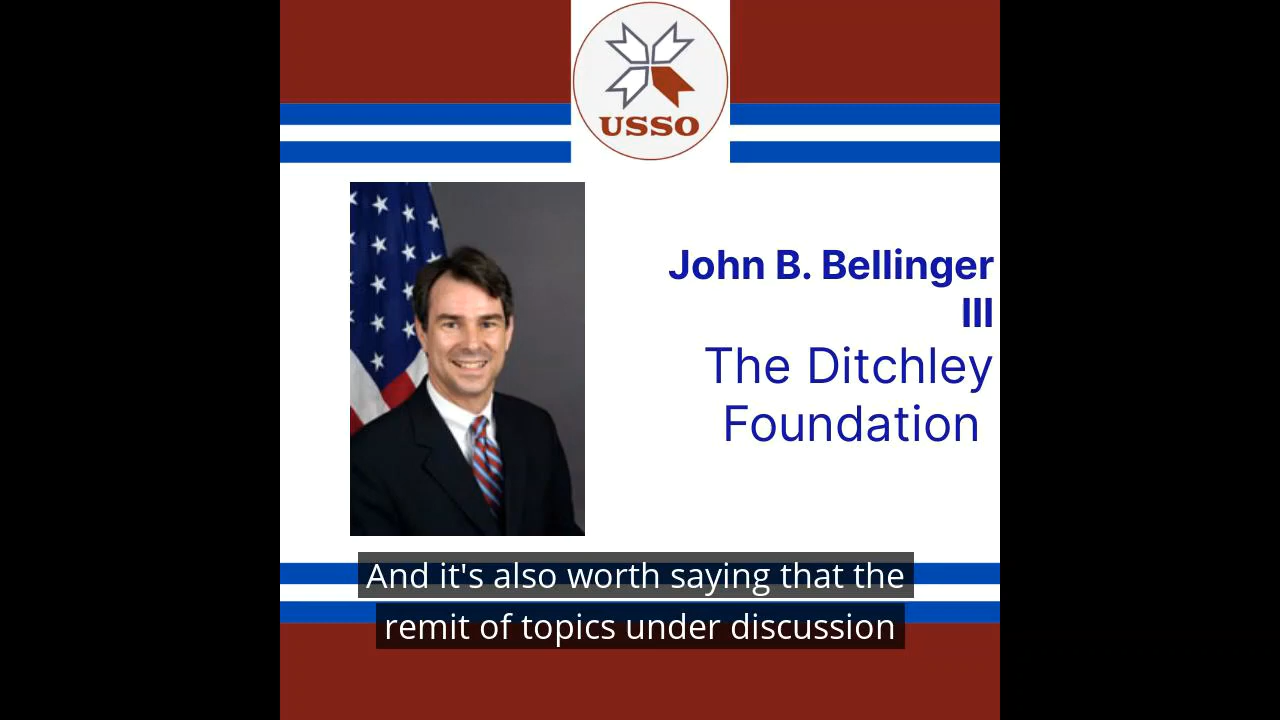 USSO
John B. Bellinger
III
The Ditchley
Foundation
And it's also worth saying that the
remit of topics under discussion